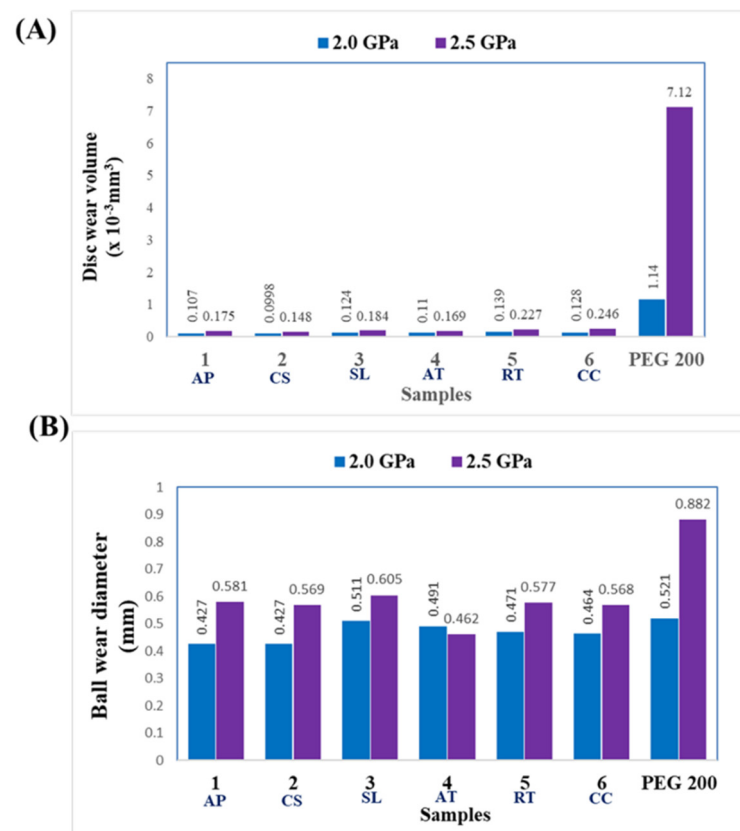 (A)
2.0 GPa 2.5 GPa
Disc wear volume
(x 10⁻³mm³)
8
7
6
5
4
3
2
1
0
0.107 0.175 0.0998 0.148 0.124 0.184 0.11 0.169 0.139 0.227 0.128 0.246 1.14 7.12
1 2 3 4 5 6 PEG 200
AP CS SL AT RT CC
Samples
(B)
2.0 GPa 2.5 GPa
Ball wear diameter
(mm)
1
0.9
0.8
0.7
0.6
0.5
0.4
0.3
0.2
0.1
0
0.427 0.581 0.427 0.569 0.511 0.605 0.491 0.462 0.471 0.577 0.464 0.568 0.521 0.882
1 2 3 4 5 6 PEG 200
AP CS SL AT RT CC
Samples